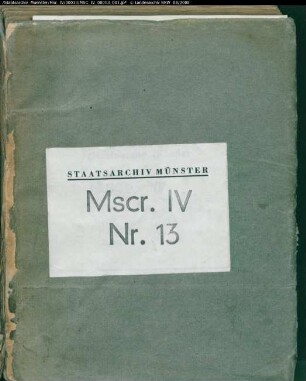 STAATSARCHIV MÜNSTER
Mscr. IV
Nr. 13